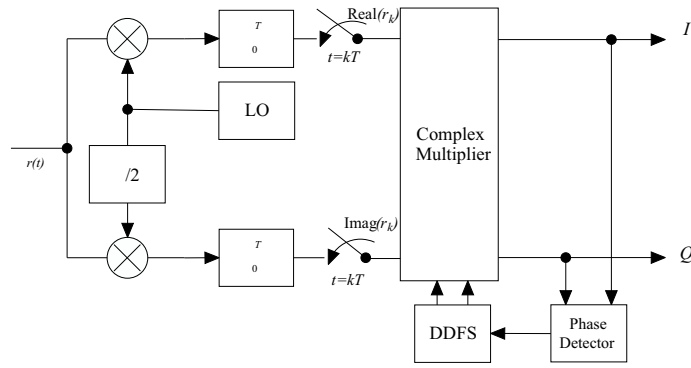 Real(r_k)
I
T
0
t=kT
LO
Complex
Multiplier
r(t)
/2
Imag(r_k)
T
0
t=kT
Q
DDFS
Phase
Detector